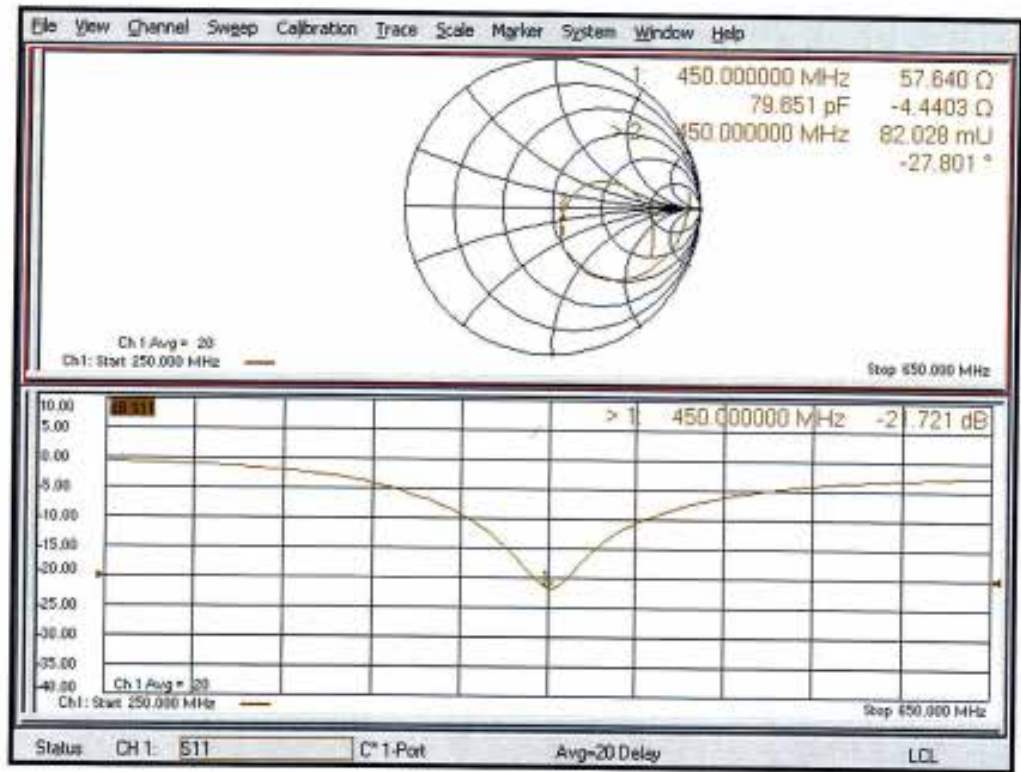 File View Channel Sweep Calibration Trace Scale Marker System Window Help
1: 450.000000 MHz 57.640 Ω
79.651 pF -4.4403 Ω
> 2: 450.000000 MHz 82.028 mU
-27.801 °
Ch 1 Avg = 20
Ch1: Start 250.000 MHz
Stop 650.000 MHz
10.00
dB S11
> 1: 450.000000 MHz -21.721 dB
5.00
0.00
-5.00
-10.00
-15.00
-20.00
-25.00
-30.00
-35.00
-40.00
Ch 1 Avg = 20
Ch1: Start 250.000 MHz
Stop 650.000 MHz
Status CH 1: S11 C* 1-Port Avg=20 Delay LCL